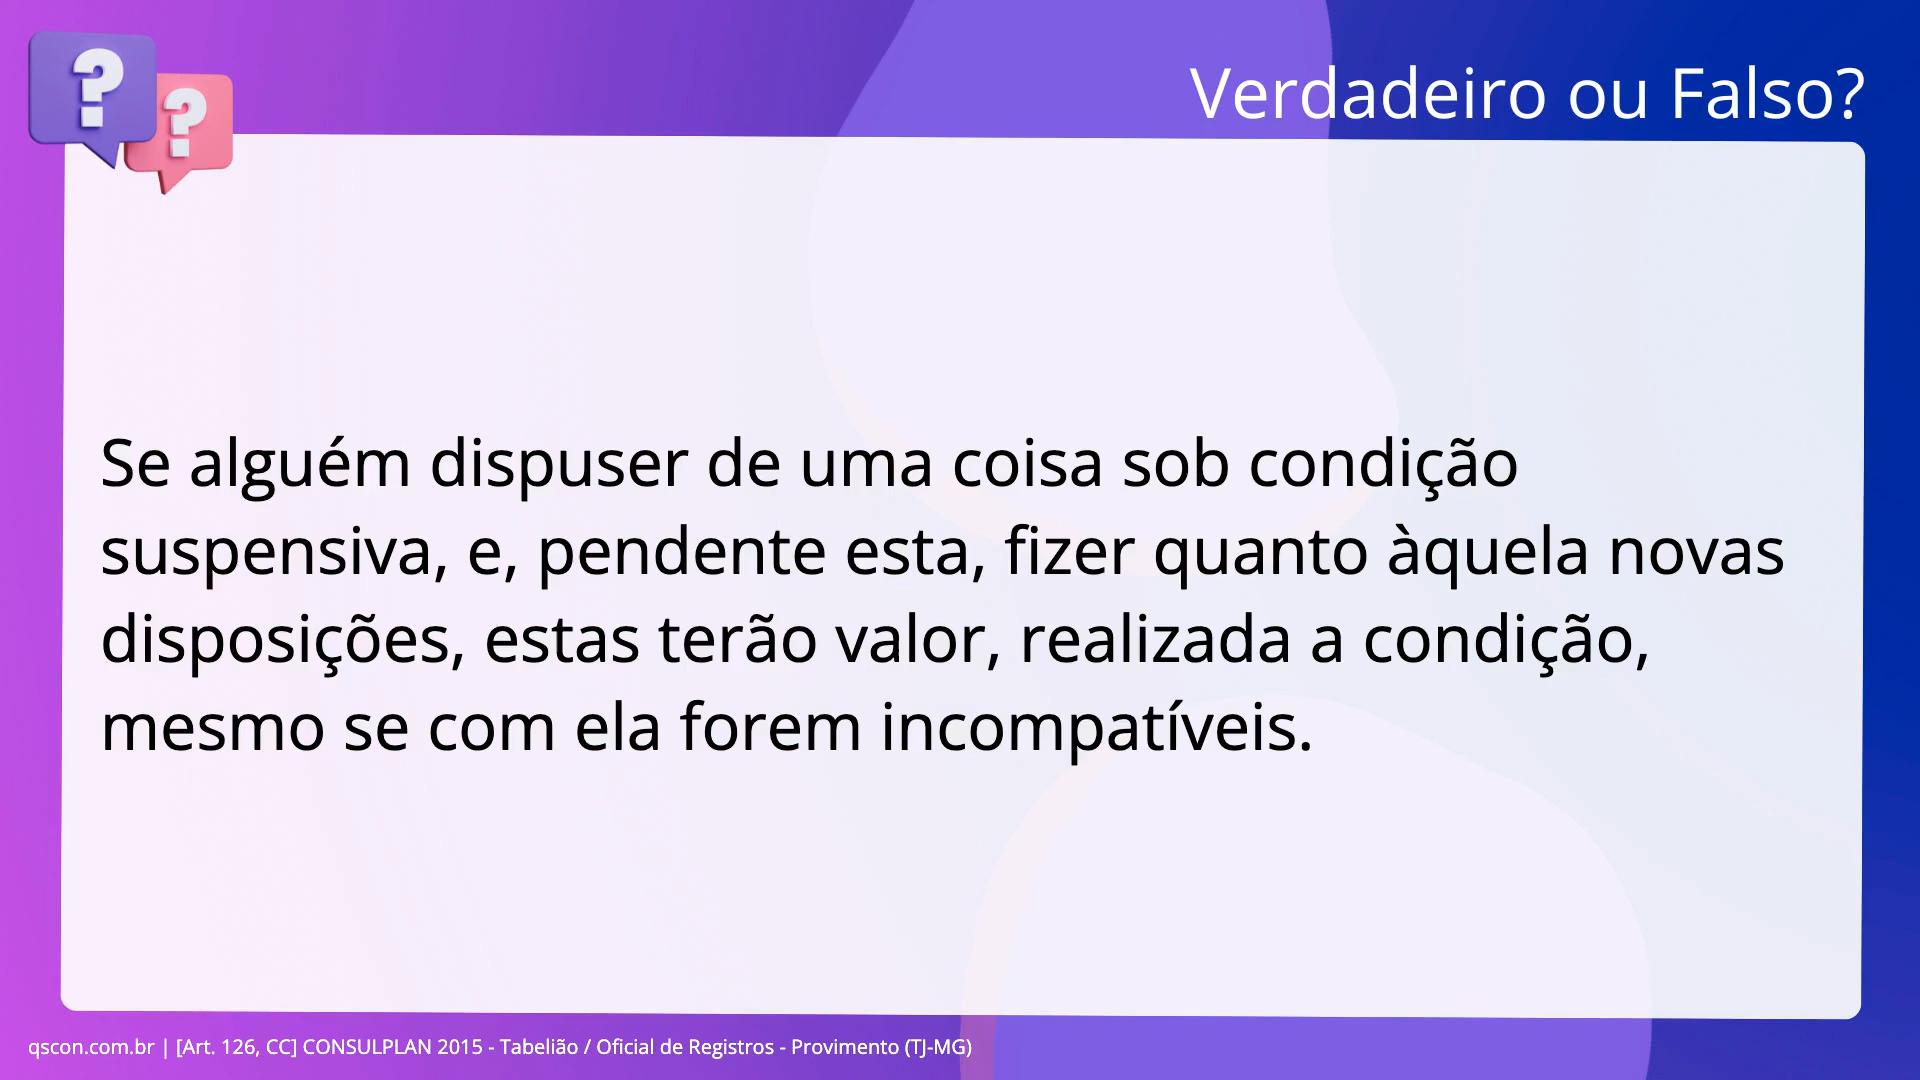 Verdadeiro ou Falso?
Se alguém dispuser de uma coisa sob condição
suspensiva, e, pendente esta, fizer quanto àquela novas
disposições, estas terão valor, realizada a condição,
mesmo se com ela forem incompatíveis.
qscon.com.br | [Art. 126, CC] CONSULPLAN 2015 - Tabelião / Oficial de Registros - Provimento (TJ-MG)